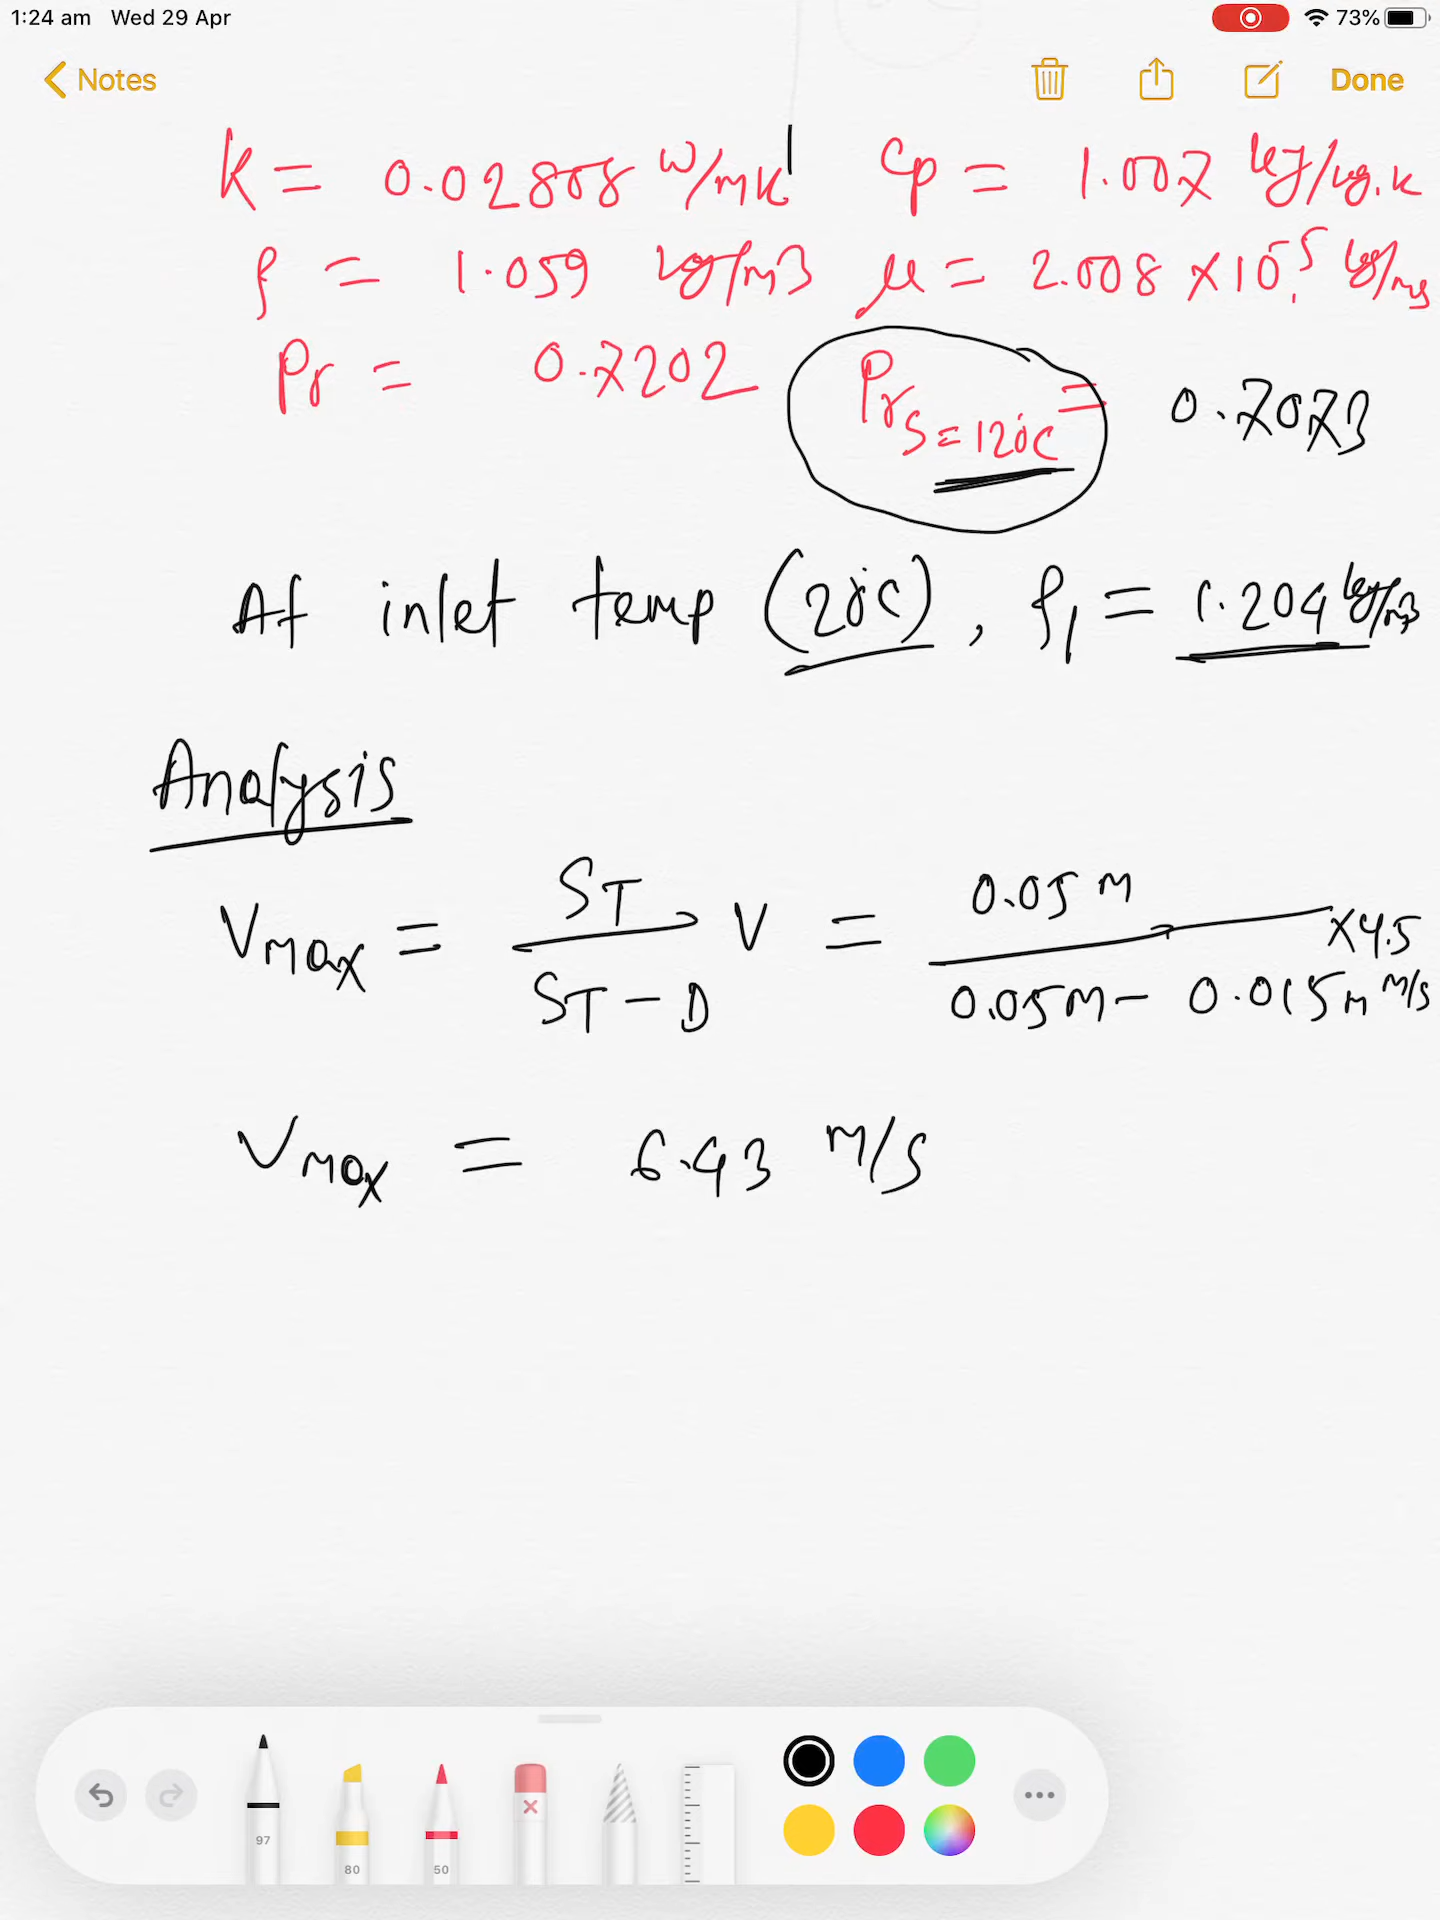 1:24 am Wed 29 Apr 73%
Notes Done
K = 0.02808 W/mK Cp = 1.007 kJ/kg.K
ρ = 1.059 kg/m3 μ = 2.008 × 10⁻⁵ kg/ms
Pr = 0.7202 Pr s=120°C = 0.7073
At inlet temp (20°C), ρ₁ = 1.204 kg/m3
Analysis
Vmax = ST / ST - D V = 0.05 m / 0.05m - 0.015m × 4.5 m/s
Vmax = 6.43 m/s
97 80 50